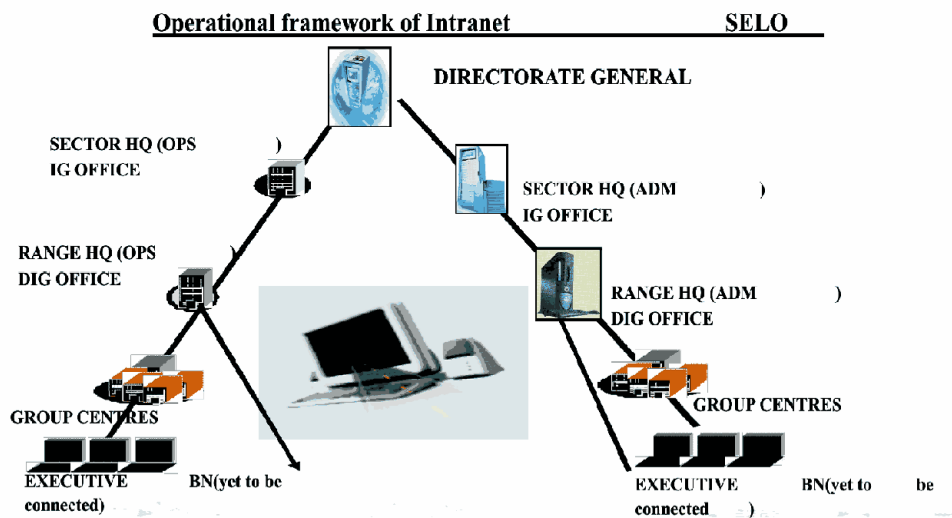 Operational framework of Intranet SELO
DIRECTORATE GENERAL
SECTOR HQ (OPS )
IG OFFICE
SECTOR HQ (ADM )
IG OFFICE
RANGE HQ (OPS )
DIG OFFICE
RANGE HQ (ADM )
DIG OFFICE
GROUP CENTRES
GROUP CENTRES
EXECUTIVE BN(yet to be
connected)
EXECUTIVE BN(yet to be
connected )